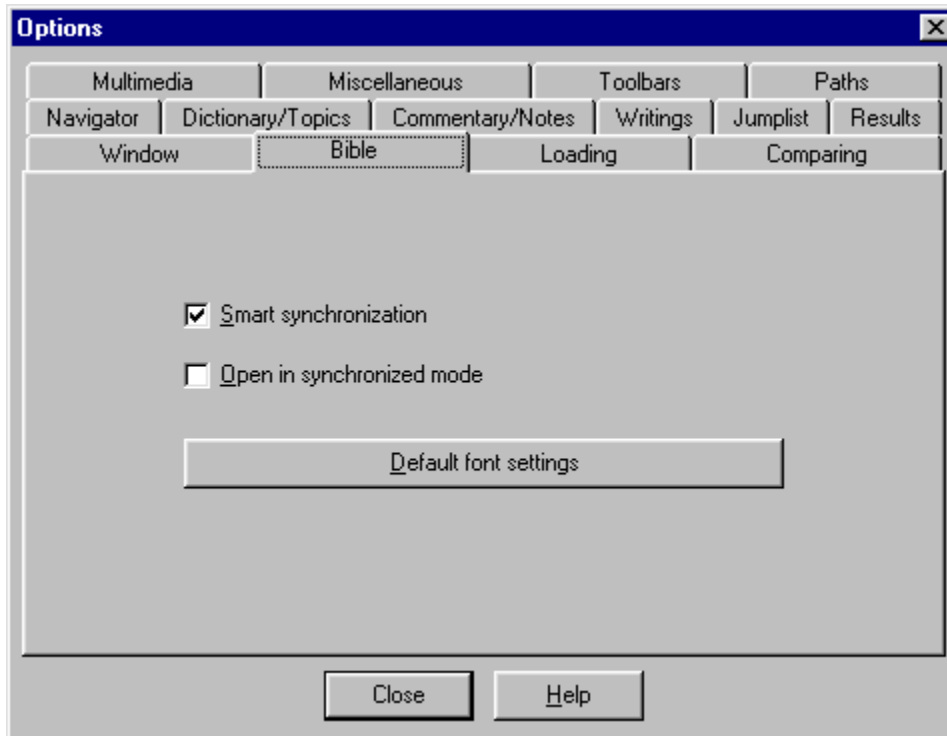 Options
Multimedia Miscellaneous Toolbars Paths
Navigator Dictionary/Topics Commentary/Notes Writings Jumplist Results
Window Bible Loading Comparing
Smart synchronization
Open in synchronized mode
Default font settings
Close Help